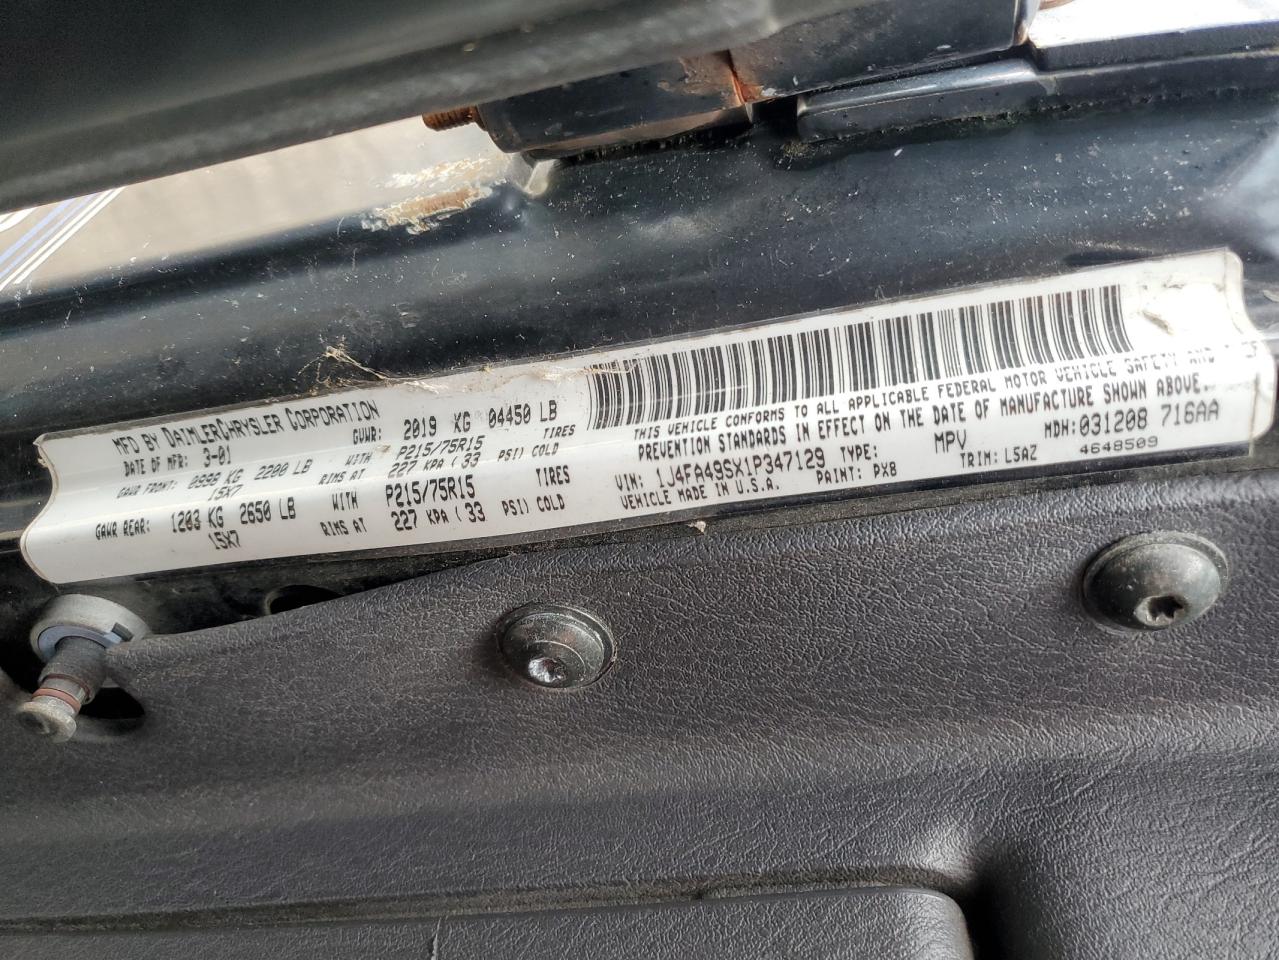 MFD BY DAIMLERCHRYSLER CORPORATION
DATE OF MFR: 3-01 GVWR: 2019 KG 04450 LB
GAWR FRONT: 0998 KG 2200 LB WITH P215/75R15 TIRES
15X7 RIMS AT 227 KPA ( 33 PSI) COLD
GAWR REAR: 1203 KG 2650 LB WITH P215/75R15 TIRES
15X7 RIMS AT 227 KPA ( 33 PSI) COLD
THIS VEHICLE CONFORMS TO ALL APPLICABLE FEDERAL MOTOR VEHICLE SAFETY AND
PREVENTION STANDARDS IN EFFECT ON THE DATE OF MANUFACTURE SHOWN ABOVE.
VIN: 1J4FA49SX1P347129 TYPE: MPV MDH: 031208 716AA
VEHICLE MADE IN U.S.A. PAINT: PX8 TRIM: L5AZ 4648509